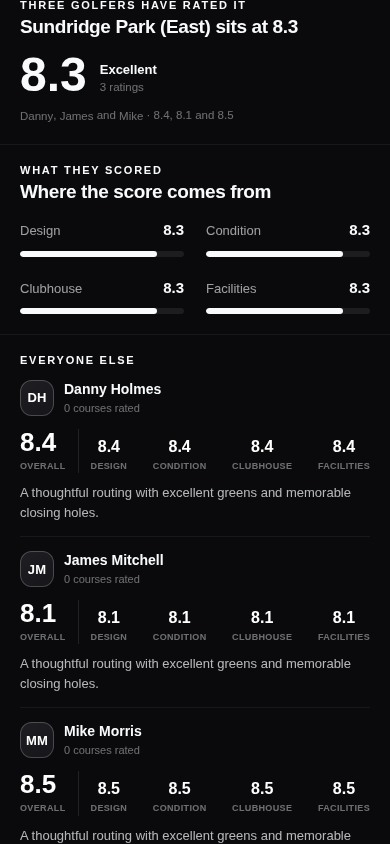 THREE GOLFERS HAVE RATED IT
Sundridge Park (East) sits at 8.3
8.3
Excellent
3 ratings
Danny, James and Mike · 8.4, 8.1 and 8.5
WHAT THEY SCORED
Where the score comes from
Design 8.3 Condition 8.3
Clubhouse 8.3 Facilities 8.3
EVERYONE ELSE
DH Danny Holmes
0 courses rated
8.4 8.4 8.4 8.4 8.4
OVERALL DESIGN CONDITION CLUBHOUSE FACILITIES
A thoughtful routing with excellent greens and memorable
closing holes.
JM James Mitchell
0 courses rated
8.1 8.1 8.1 8.1 8.1
OVERALL DESIGN CONDITION CLUBHOUSE FACILITIES
A thoughtful routing with excellent greens and memorable
closing holes.
MM Mike Morris
0 courses rated
8.5 8.5 8.5 8.5 8.5
OVERALL DESIGN CONDITION CLUBHOUSE FACILITIES
A thoughtful routing with excellent greens and memorable